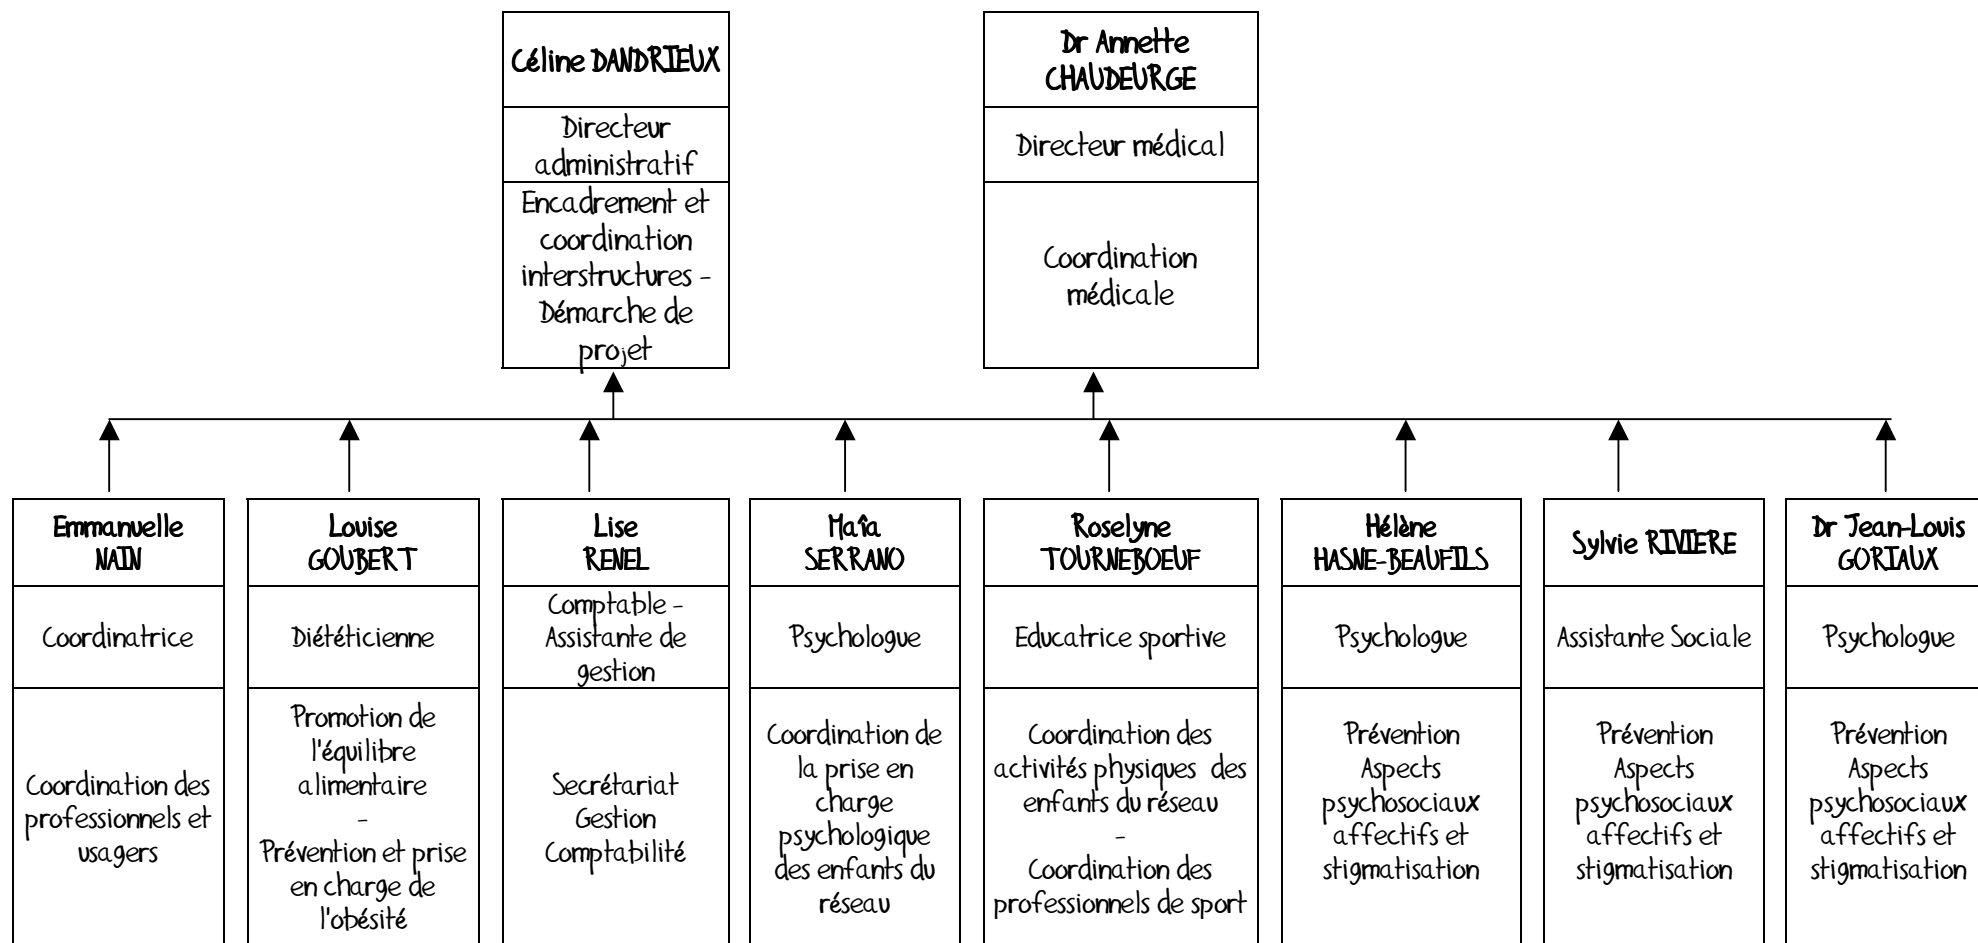 Céline DANDRIEUX
Directeur
administratif
Encadrement et
coordination
interstructures -
Démarche de
projet
Dr Annette
CHAUDEURGE
Directeur médical
Coordination
médicale
Emmanuelle
NAIN
Coordinatrice
Coordination des
professionnels et
usagers
Louise
GOUBERT
Diététicienne
Promotion de
l'équilibre
alimentaire
-
Prévention et prise
en charge de
l'obésité
Lise
RENEL
Comptable -
Assistante de
gestion
Secrétariat
Gestion
Comptabilité
Maîa
SERRANO
Psychologue
Coordination de
la prise en
charge
psychologique
des enfants du
réseau
Roselyne
TOURNEBOEUF
Educatrice sportive
Coordination des
activités physiques des
enfants du réseau
-
Coordination des
professionnels de sport
Hélène
HASNE-BEAUFILS
Psychologue
Prévention
Aspects
psychosociaux
affectifs et
stigmatisation
Sylvie RIVIERE
Assistante Sociale
Prévention
Aspects
psychosociaux
affectifs et
stigmatisation
Dr Jean-Louis
GORIAUX
Psychologue
Prévention
Aspects
psychosociaux
affectifs et
stigmatisation